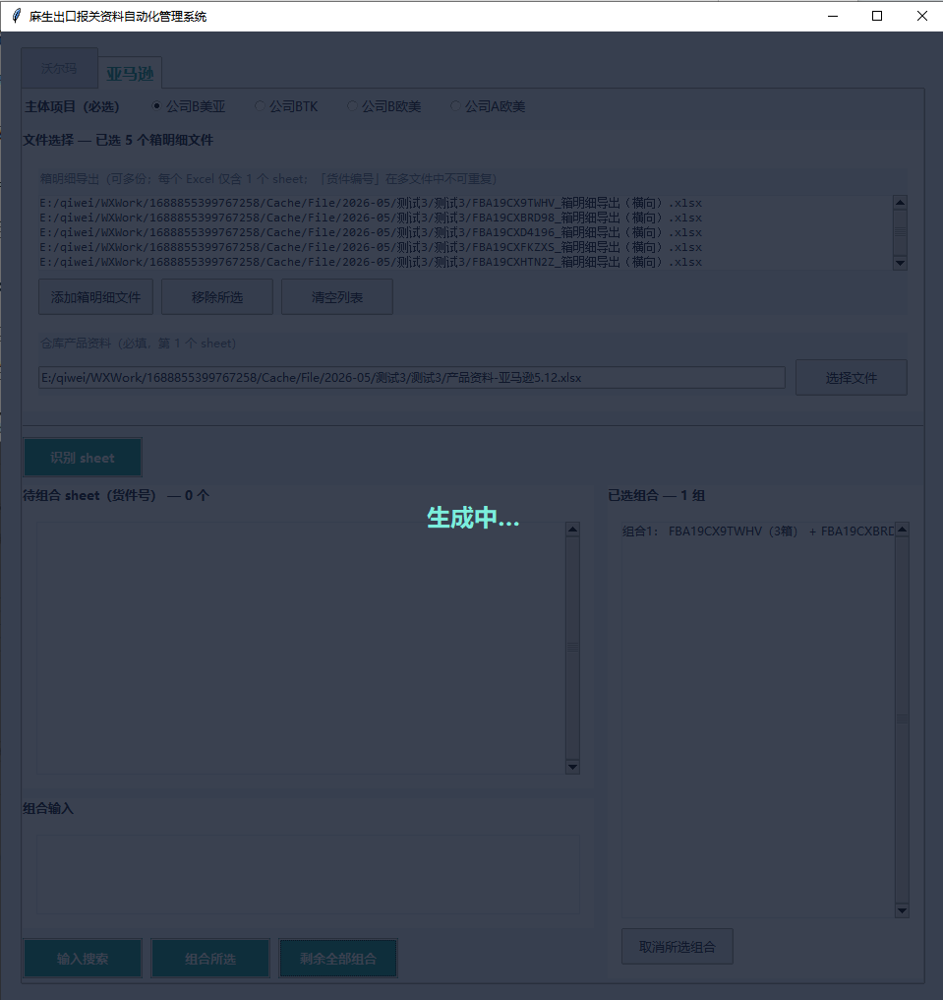 麻生出口报关资料自动化管理系统
沃尔玛 亚马逊
主体项目（必选） 公司B美亚 公司BTK 公司B欧美 公司A欧美
文件选择 — 已选 5 个箱明细文件
箱明细导出（可多份；每个 Excel 仅含 1 个 sheet；「货件编号」在多文件中不可重复）
E:/qiwei/WXWork/1688855399767258/Cache/File/2026-05/测试3/测试3/FBA19CX9TWHV_箱明细导出（横向）.xlsx
E:/qiwei/WXWork/1688855399767258/Cache/File/2026-05/测试3/测试3/FBA19CXBRD98_箱明细导出（横向）.xlsx
E:/qiwei/WXWork/1688855399767258/Cache/File/2026-05/测试3/测试3/FBA19CXD4196_箱明细导出（横向）.xlsx
E:/qiwei/WXWork/1688855399767258/Cache/File/2026-05/测试3/测试3/FBA19CXFKZXS_箱明细导出（横向）.xlsx
E:/qiwei/WXWork/1688855399767258/Cache/File/2026-05/测试3/测试3/FBA19CXHTN2Z_箱明细导出（横向）.xlsx
添加箱明细文件 移除所选 清空列表
仓库产品资料（必填，第 1 个 sheet）
E:/qiwei/WXWork/1688855399767258/Cache/File/2026-05/测试3/测试3/产品资料-亚马逊5.12.xlsx 选择文件
识别 sheet
待组合 sheet（货件号） — 0 个 已选组合 — 1 组
生成中...
组合1: FBA19CX9TWHV（3箱） + FBA19CXBRD
组合输入
输入搜索 组合所选 剩余全部组合 取消所选组合